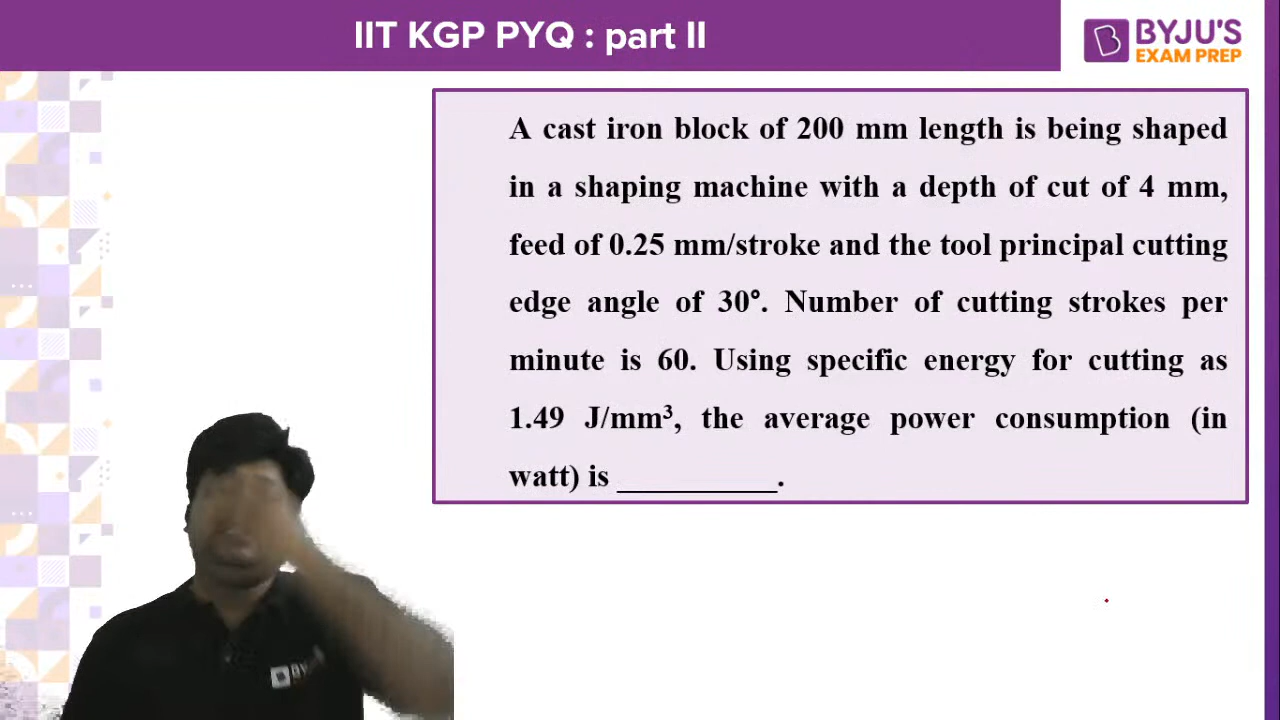 IIT KGP PYQ : part II
BYJU'S
EXAM PREP
A cast iron block of 200 mm length is being shaped
in a shaping machine with a depth of cut of 4 mm,
feed of 0.25 mm/stroke and the tool principal cutting
edge angle of 30°. Number of cutting strokes per
minute is 60. Using specific energy for cutting as
1.49 J/mm³, the average power consumption (in
watt) is __________.